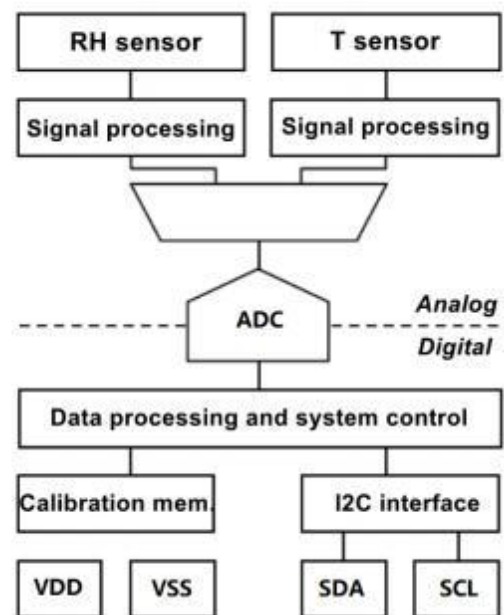 RH sensor
T sensor
Signal processing
Signal processing
ADC
Analog
Digital
Data processing and system control
Calibration mem.
I2C interface
VDD
VSS
SDA
SCL